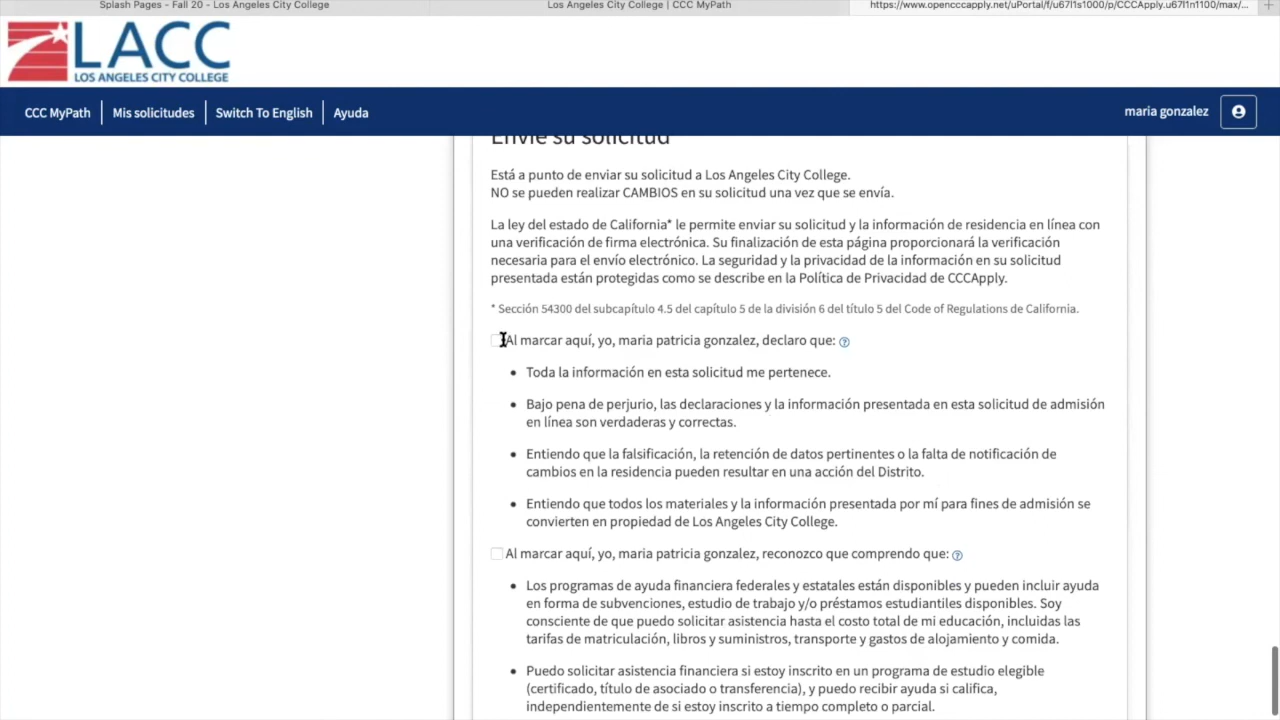 Splash Pages - Fall 20 - Los Angeles City College
Los Angeles City College | CCC MyPath
https://www.opencccapply.net/uPortal/f/u67l1s1000/p/CCCApply.u67l1n1100/max/...
LACC
LOS ANGELES CITY COLLEGE
CCC MyPath
Mis solicitudes
Switch To English
Ayuda
maria gonzalez
Envíe su solicitud
Está a punto de enviar su solicitud a Los Angeles City College.
NO se pueden realizar CAMBIOS en su solicitud una vez que se envía.
La ley del estado de California* le permite enviar su solicitud y la información de residencia en línea con
una verificación de firma electrónica. Su finalización de esta página proporcionará la verificación
necesaria para el envío electrónico. La seguridad y la privacidad de la información en su solicitud
presentada están protegidas como se describe en la Política de Privacidad de CCCApply.
* Sección 54300 del subcapítulo 4.5 del capítulo 5 de la división 6 del título 5 del Code of Regulations de California.
Al marcar aquí, yo, maria patricia gonzalez, declaro que:
• Toda la información en esta solicitud me pertenece.
• Bajo pena de perjurio, las declaraciones y la información presentada en esta solicitud de admisión
en línea son verdaderas y correctas.
• Entiendo que la falsificación, la retención de datos pertinentes o la falta de notificación de
cambios en la residencia pueden resultar en una acción del Distrito.
• Entiendo que todos los materiales y la información presentada por mí para fines de admisión se
convierten en propiedad de Los Angeles City College.
Al marcar aquí, yo, maria patricia gonzalez, reconozco que comprendo que:
• Los programas de ayuda financiera federales y estatales están disponibles y pueden incluir ayuda
en forma de subvenciones, estudio de trabajo y/o préstamos estudiantiles disponibles. Soy
consciente de que puedo solicitar asistencia hasta el costo total de mi educación, incluidas las
tarifas de matriculación, libros y suministros, transporte y gastos de alojamiento y comida.
• Puedo solicitar asistencia financiera si estoy inscrito en un programa de estudio elegible
(certificado, título de asociado o transferencia), y puedo recibir ayuda si califica,
independientemente de si estoy inscrito a tiempo completo o parcial.